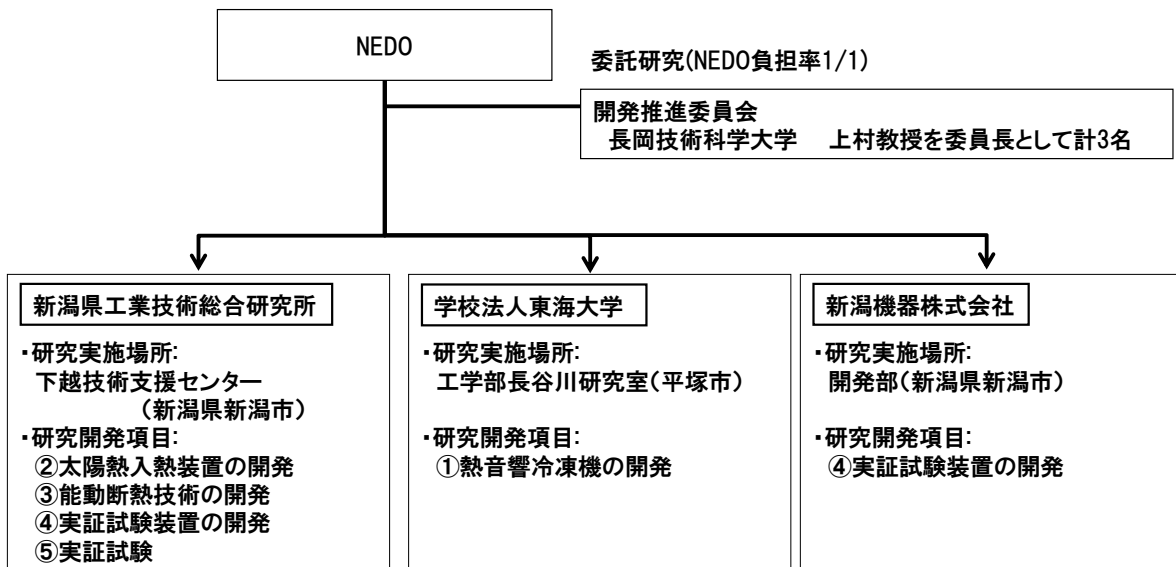 NEDO
委託研究(NEDO負担率1/1)
開発推進委員会
長岡技術科学大学　上村教授を委員長として計3名
新潟県工業技術総合研究所
・研究実施場所:
下越技術支援センター
（新潟県新潟市）
・研究開発項目:
②太陽熱入熱装置の開発
③能動断熱技術の開発
④実証試験装置の開発
⑤実証試験
学校法人東海大学
・研究実施場所:
工学部長谷川研究室（平塚市）
・研究開発項目:
①熱音響冷凍機の開発
新潟機器株式会社
・研究実施場所:
開発部（新潟県新潟市）
・研究開発項目:
④実証試験装置の開発